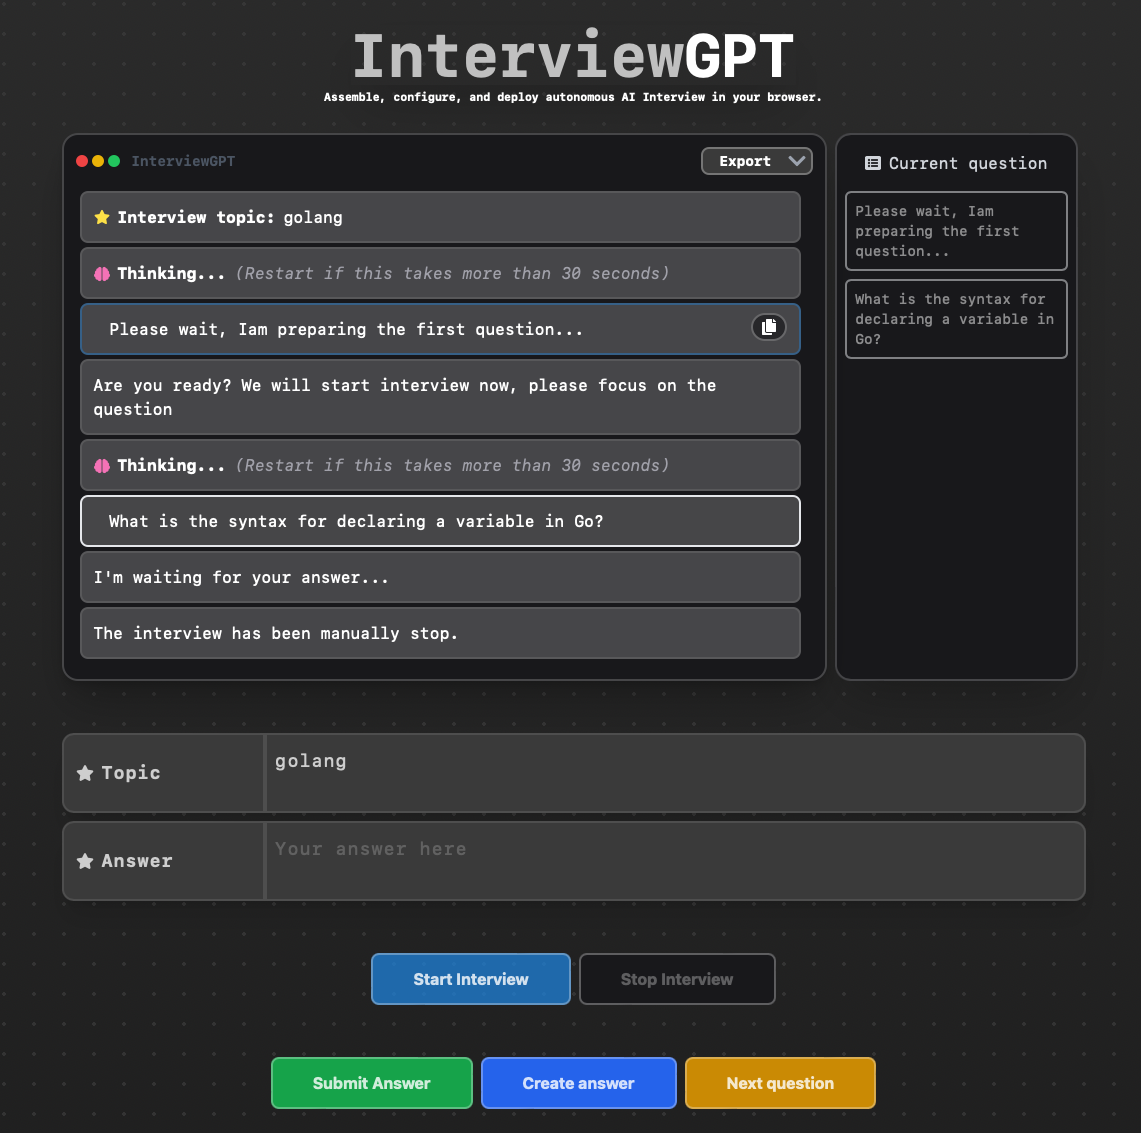 InterviewGPT
Assemble, configure, and deploy autonomous AI Interview in your browser.
InterviewGPT
Export
Interview topic: golang
Thinking... (Restart if this takes more than 30 seconds)
Please wait, Iam preparing the first question...
Are you ready? We will start interview now, please focus on the
question
Thinking... (Restart if this takes more than 30 seconds)
What is the syntax for declaring a variable in Go?
I'm waiting for your answer...
The interview has been manually stop.
Current question
Please wait, Iam
preparing the first
question...
What is the syntax for
declaring a variable in
Go?
Topic
golang
Answer
Your answer here
Start Interview
Stop Interview
Submit Answer
Create answer
Next question